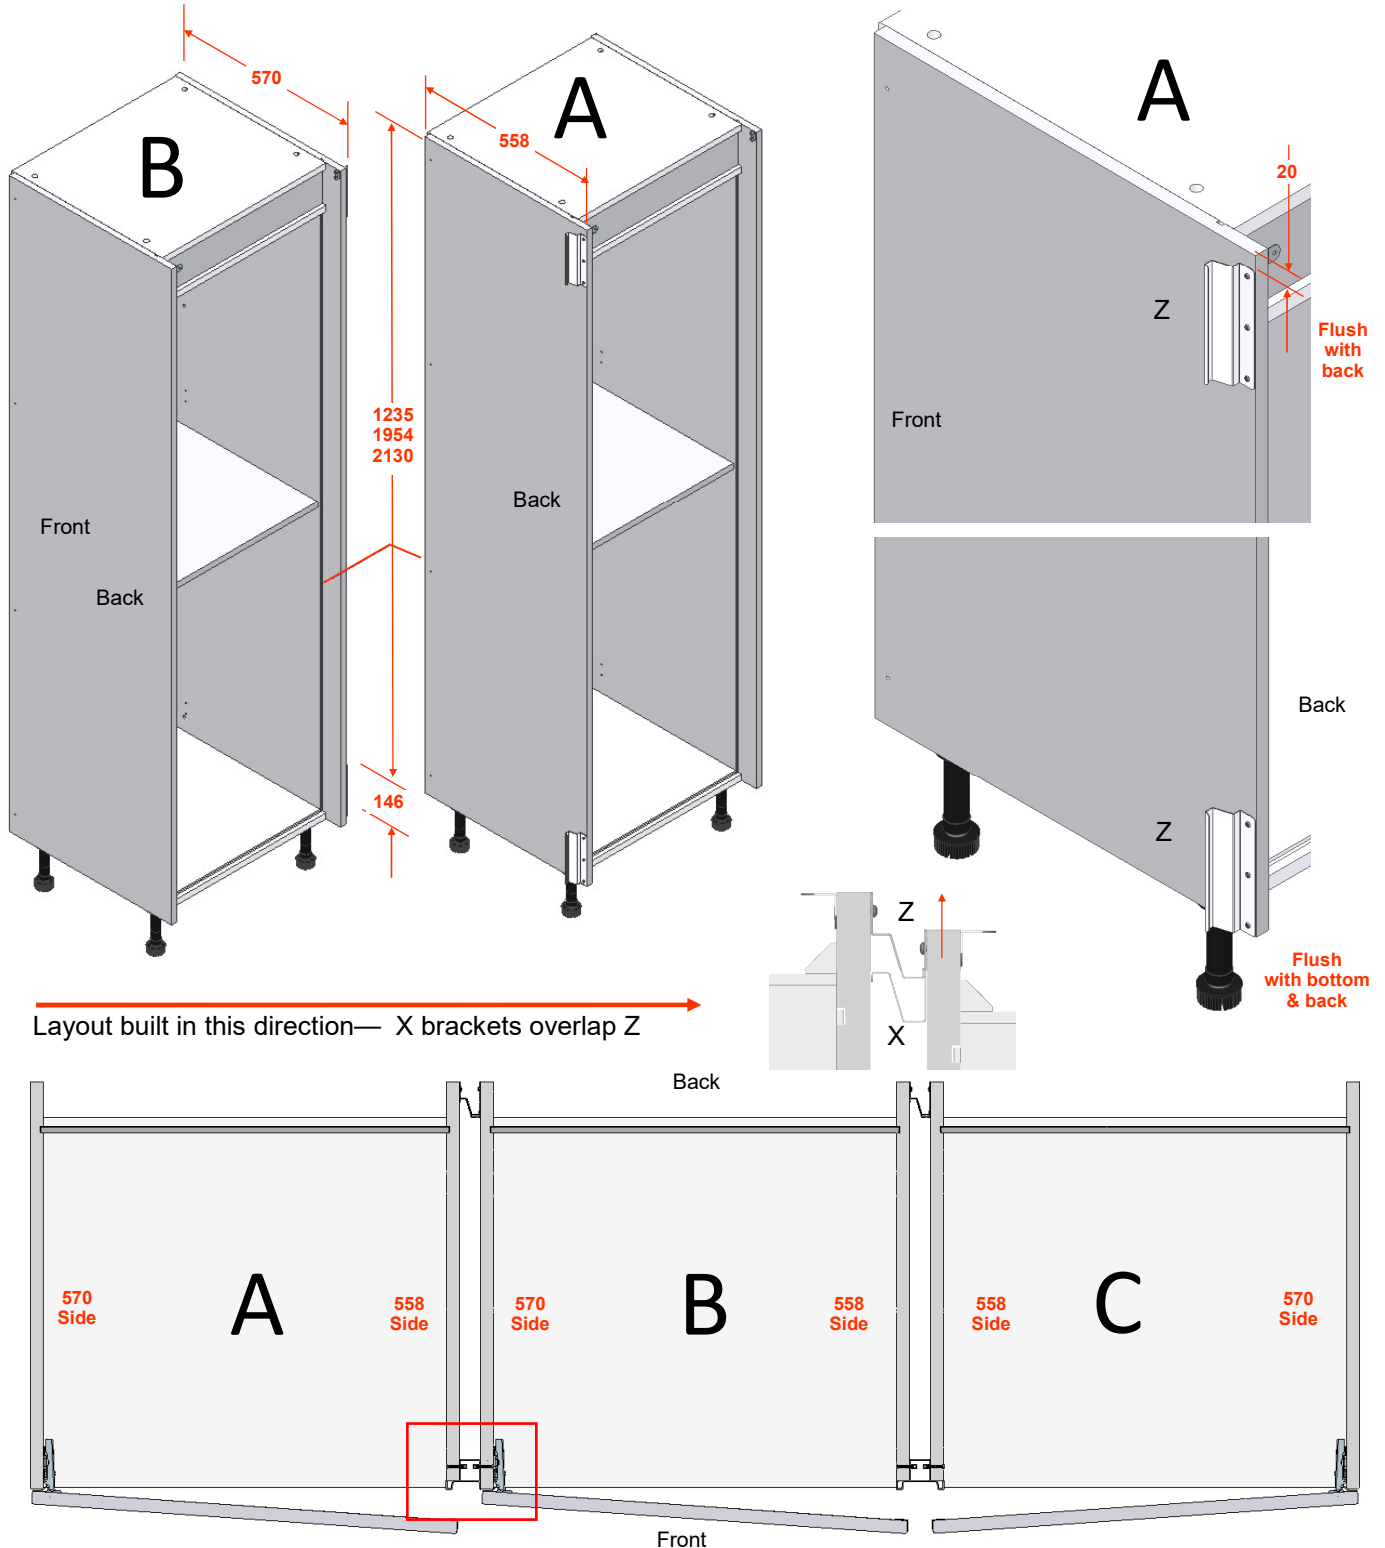 570
B
A
558
1235
1954
2130
Front
Back
Back
146
A
20
Z
Flush
with
back
Front
Back
Z
Flush
with bottom
& back
Z
X
Layout built in this direction— X brackets overlap Z
Back
A
B
C
570
Side
558
Side
570
Side
558
Side
558
Side
570
Side
Front